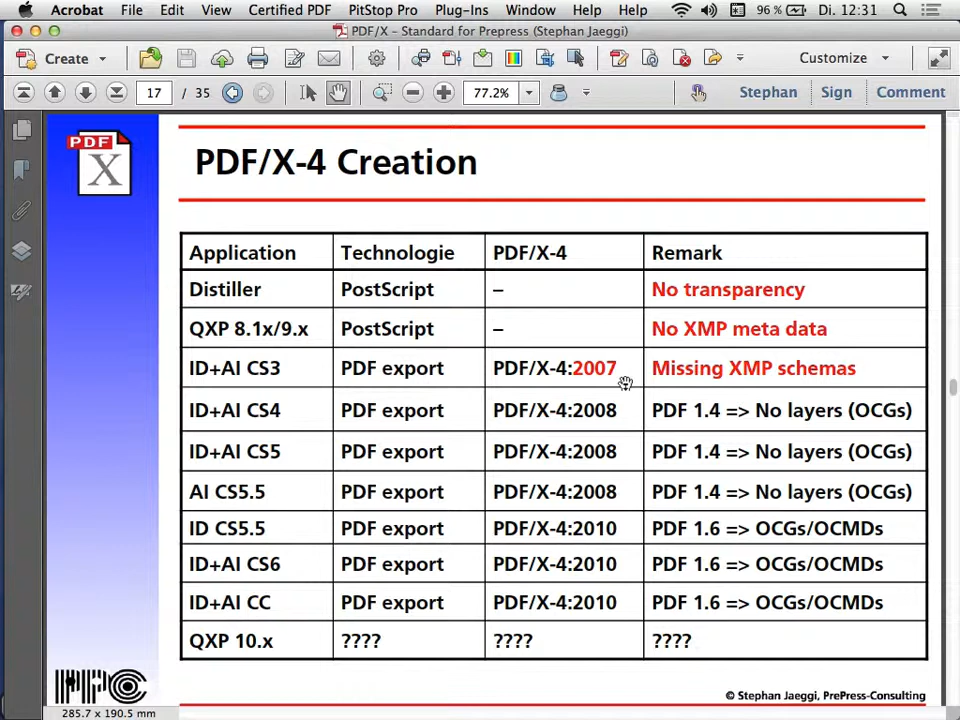 Acrobat File Edit View Certified PDF PitStop Pro Plug-Ins Window Help Help 96 % Di. 12:31
PDF/X - Standard for Prepress (Stephan Jaeggi)
Create Customize
17 / 35 77.2% Stephan Sign Comment
PDF
X
PDF/X-4 Creation
Application Technologie PDF/X-4 Remark
Distiller PostScript – No transparency
QXP 8.1x/9.x PostScript – No XMP meta data
ID+AI CS3 PDF export PDF/X-4:2007 Missing XMP schemas
ID+AI CS4 PDF export PDF/X-4:2008 PDF 1.4 => No layers (OCGs)
ID+AI CS5 PDF export PDF/X-4:2008 PDF 1.4 => No layers (OCGs)
AI CS5.5 PDF export PDF/X-4:2008 PDF 1.4 => No layers (OCGs)
ID CS5.5 PDF export PDF/X-4:2010 PDF 1.6 => OCGs/OCMDs
ID+AI CS6 PDF export PDF/X-4:2010 PDF 1.6 => OCGs/OCMDs
ID+AI CC PDF export PDF/X-4:2010 PDF 1.6 => OCGs/OCMDs
QXP 10.x ???? ???? ????
PPC
© Stephan Jaeggi, PrePress-Consulting
285.7 x 190.5 mm